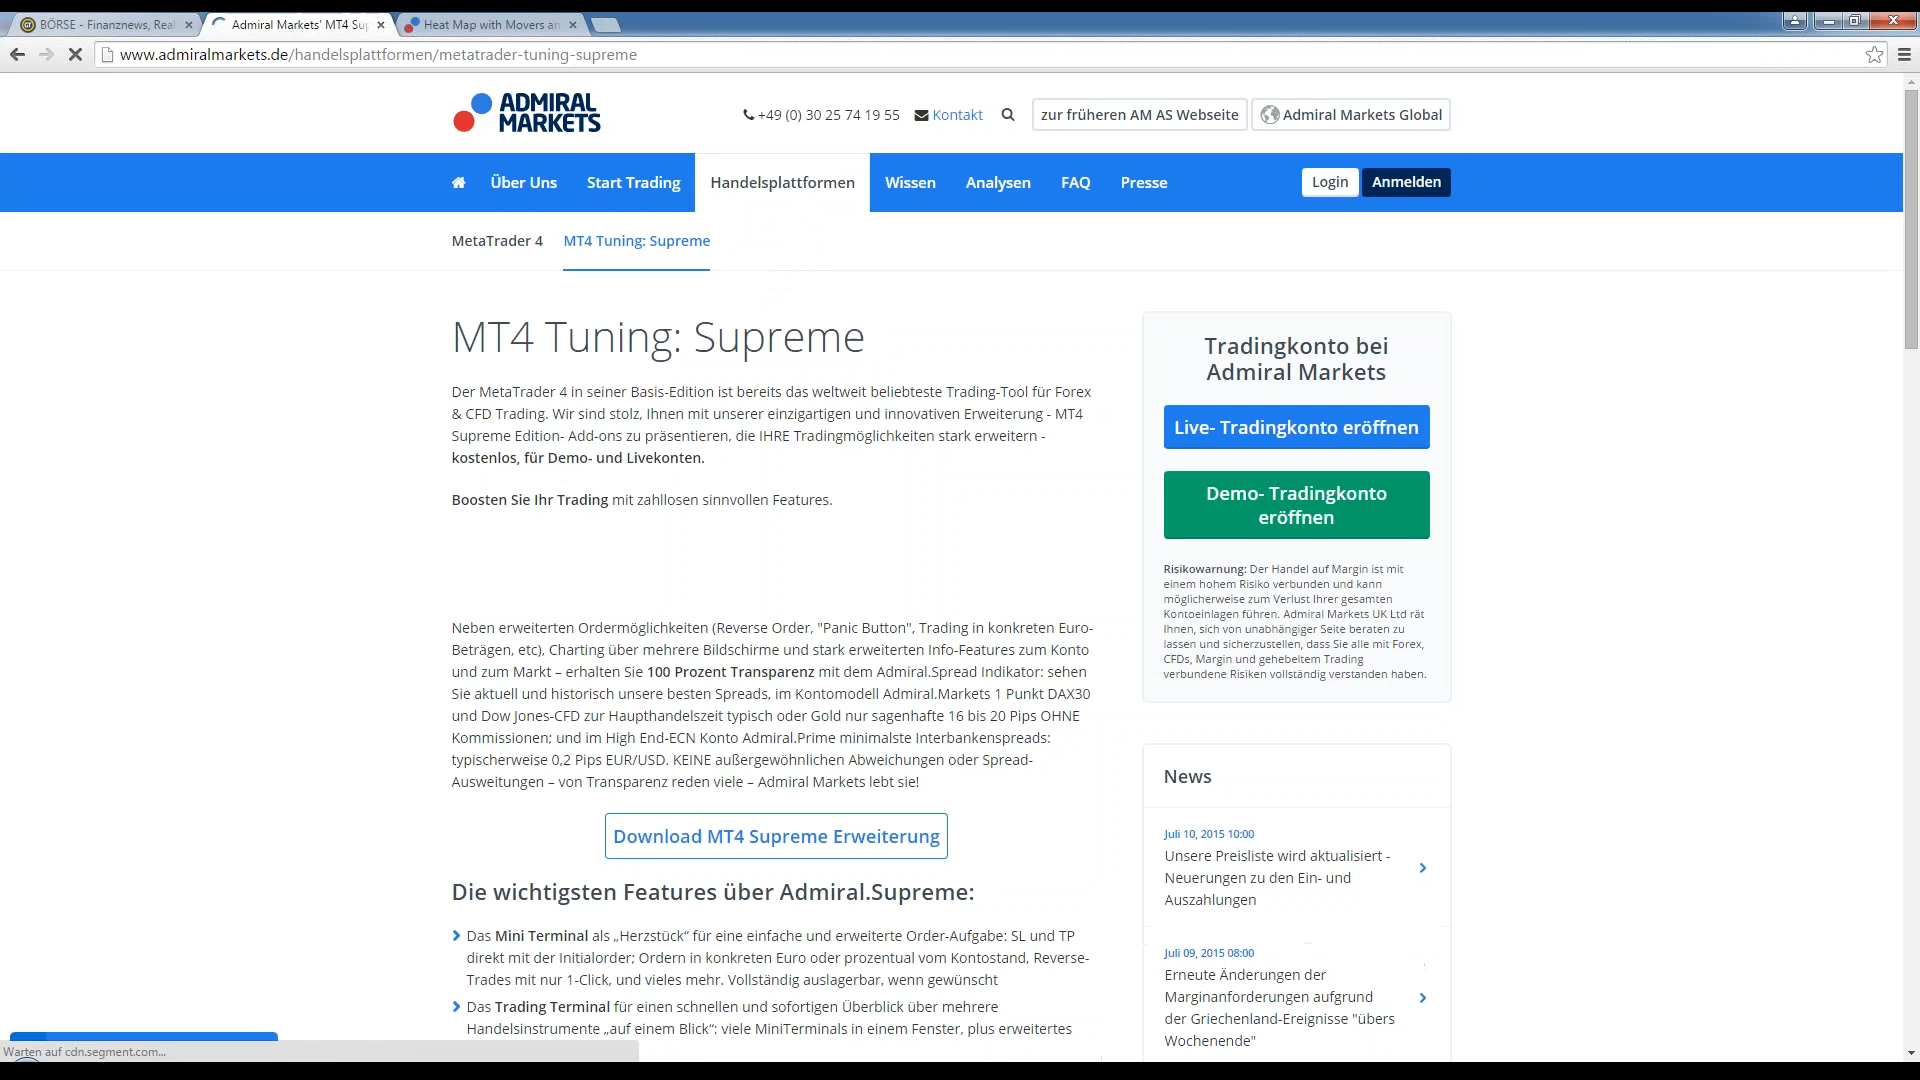 BÖRSE - Finanznews, Real
Admiral Markets' MT4 Sup
Heat Map with Movers an
www.admiralmarkets.de/handelsplattformen/metatrader-tuning-supreme
ADMIRAL
MARKETS
+49 (0) 30 25 74 19 55
Kontakt
zur früheren AM AS Webseite
Admiral Markets Global
Über Uns
Start Trading
Handelsplattformen
Wissen
Analysen
FAQ
Presse
Login
Anmelden
MetaTrader 4
MT4 Tuning: Supreme
MT4 Tuning: Supreme
Der MetaTrader 4 in seiner Basis-Edition ist bereits das weltweit beliebteste Trading-Tool für Forex
& CFD Trading. Wir sind stolz, Ihnen mit unserer einzigartigen und innovativen Erweiterung - MT4
Supreme Edition- Add-ons zu präsentieren, die IHRE Tradingmöglichkeiten stark erweitern -
kostenlos, für Demo- und Livekonten.
Boosten Sie Ihr Trading mit zahllosen sinnvollen Features.
Neben erweiterten Ordermöglichkeiten (Reverse Order, "Panic Button", Trading in konkreten Euro-
Beträgen, etc), Charting über mehrere Bildschirme und stark erweiterten Info-Features zum Konto
und zum Markt – erhalten Sie 100 Prozent Transparenz mit dem Admiral.Spread Indikator: sehen
Sie aktuell und historisch unsere besten Spreads, im Kontomodell Admiral.Markets 1 Punkt DAX30
und Dow Jones-CFD zur Haupthandelszeit typisch oder Gold nur sagenhafte 16 bis 20 Pips OHNE
Kommissionen; und im High End-ECN Konto Admiral.Prime minimalste Interbankenspreads:
typischerweise 0,2 Pips EUR/USD. KEINE außergewöhnlichen Abweichungen oder Spread-
Ausweitungen – von Transparenz reden viele – Admiral Markets lebt sie!
Download MT4 Supreme Erweiterung
Die wichtigsten Features über Admiral.Supreme:
Das Mini Terminal als „Herzstück“ für eine einfache und erweiterte Order-Aufgabe: SL und TP
direkt mit der Initialorder; Ordern in konkreten Euro oder prozentual vom Kontostand, Reverse-
Trades mit nur 1-Click, und vieles mehr. Vollständig auslagerbar, wenn gewünscht
Das Trading Terminal für einen schnellen und sofortigen Überblick über mehrere
Handelsinstrumente „auf einem Blick“: viele MiniTerminals in einem Fenster, plus erweitertes
Tradingkonto bei
Admiral Markets
Live- Tradingkonto eröffnen
Demo- Tradingkonto
eröffnen
Risikowarnung: Der Handel auf Margin ist mit
einem hohem Risiko verbunden und kann
möglicherweise zum Verlust Ihrer gesamten
Kontoeinlagen führen. Admiral Markets UK Ltd rät
Ihnen, sich von unabhängiger Seite beraten zu
lassen und sicherzustellen, dass Sie alle mit Forex,
CFDs, Margin und gehebeltem Trading
verbundene Risiken vollständig verstanden haben.
News
Juli 10, 2015 10:00
Unsere Preisliste wird aktualisiert -
Neuerungen zu den Ein- und
Auszahlungen
Juli 09, 2015 08:00
Erneute Änderungen der
Marginanforderungen aufgrund
der Griechenland-Ereignisse "übers
Wochenende"
Warten auf cdn.segment.com...